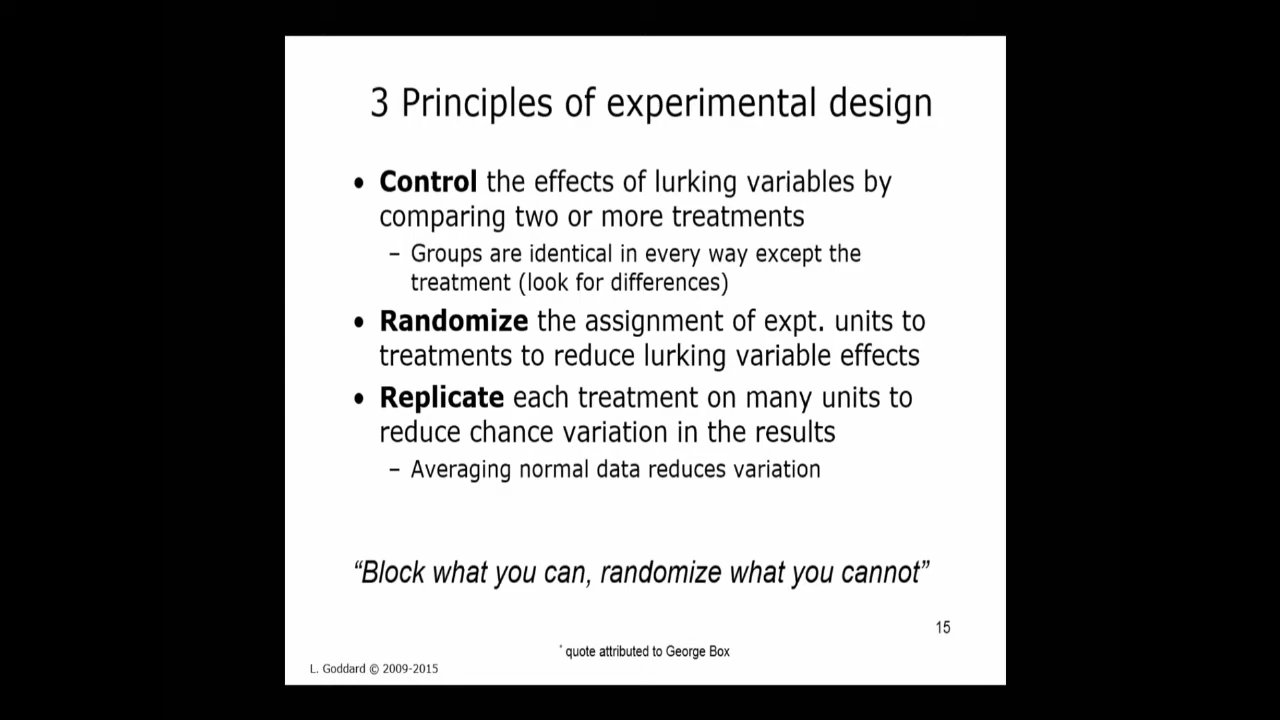 3 Principles of experimental design
• Control the effects of lurking variables by
comparing two or more treatments
– Groups are identical in every way except the
treatment (look for differences)
• Randomize the assignment of expt. units to
treatments to reduce lurking variable effects
• Replicate each treatment on many units to
reduce chance variation in the results
– Averaging normal data reduces variation
“Block what you can, randomize what you cannot”
15
* quote attributed to George Box
L. Goddard © 2009-2015